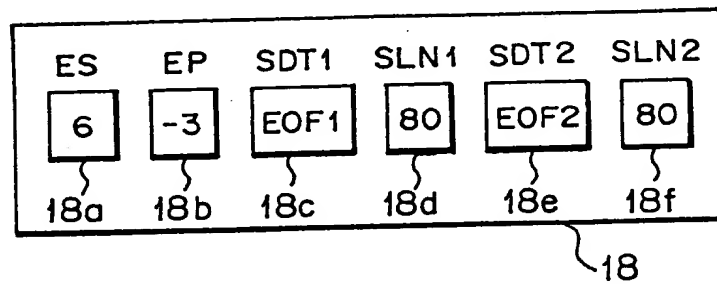 ES EP SDT1 SLN1 SDT2 SLN2
6 -3 EOF1 80 EOF2 80
18a 18b 18c 18d 18e 18f
18